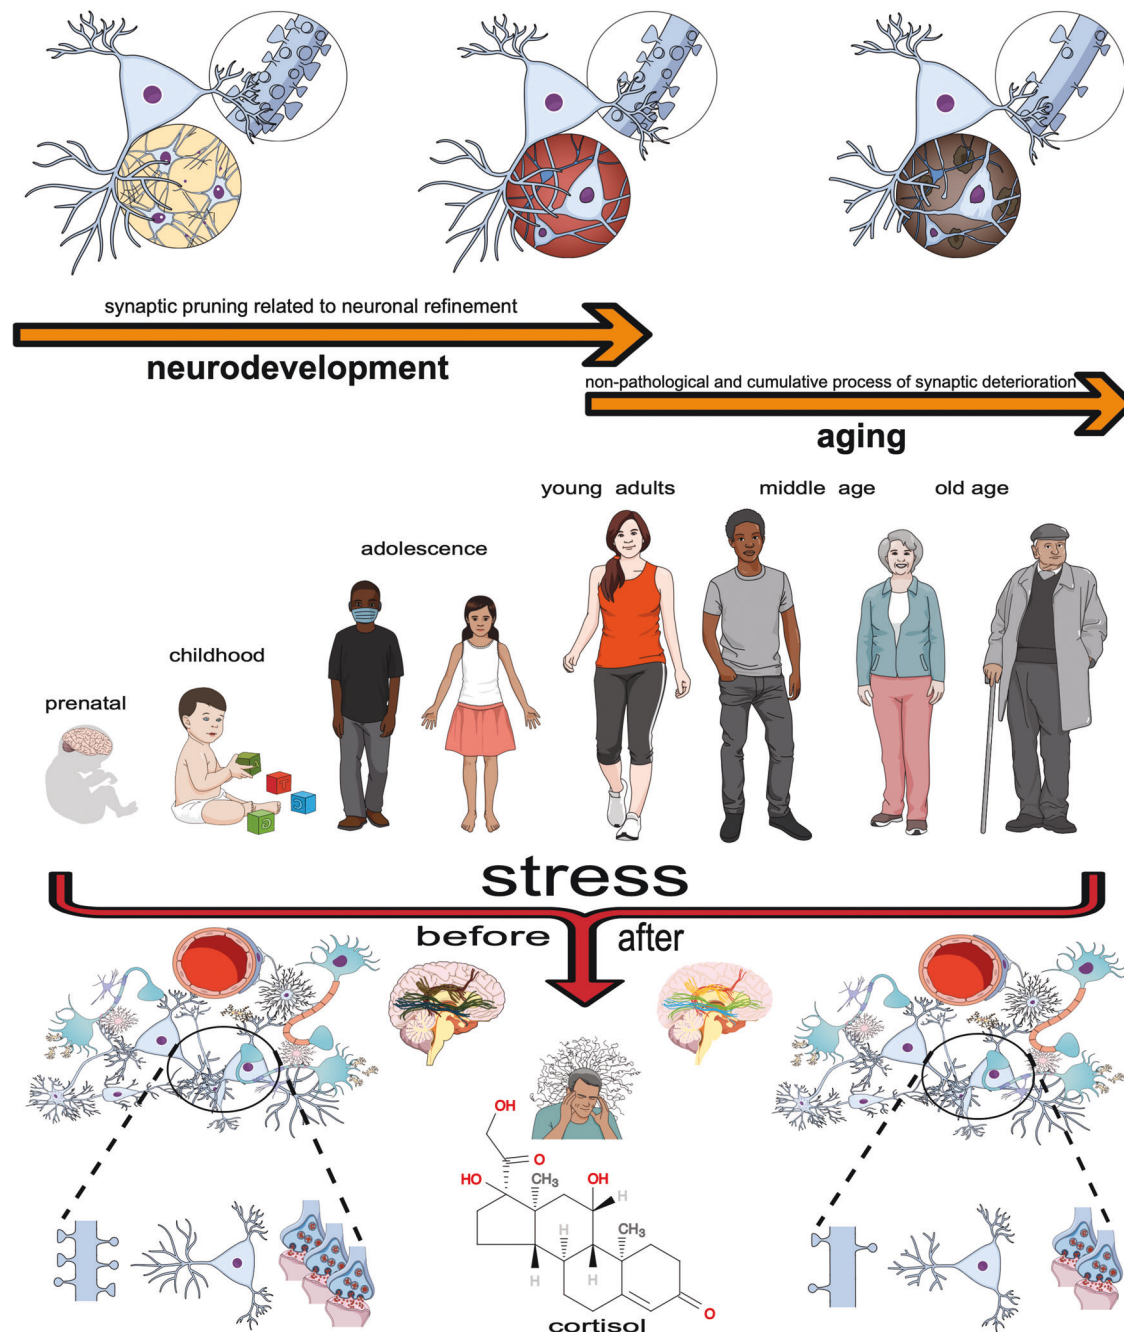 synaptic pruning related to neuronal refinement
neurodevelopment
non-pathological and cumulative process of synaptic deterioration
aging
young adults
middle age
old age
adolescence
childhood
prenatal
stress
before
after
OH
O
HO
CH₃
OH
H
CH₃
H
H
H
O
cortisol